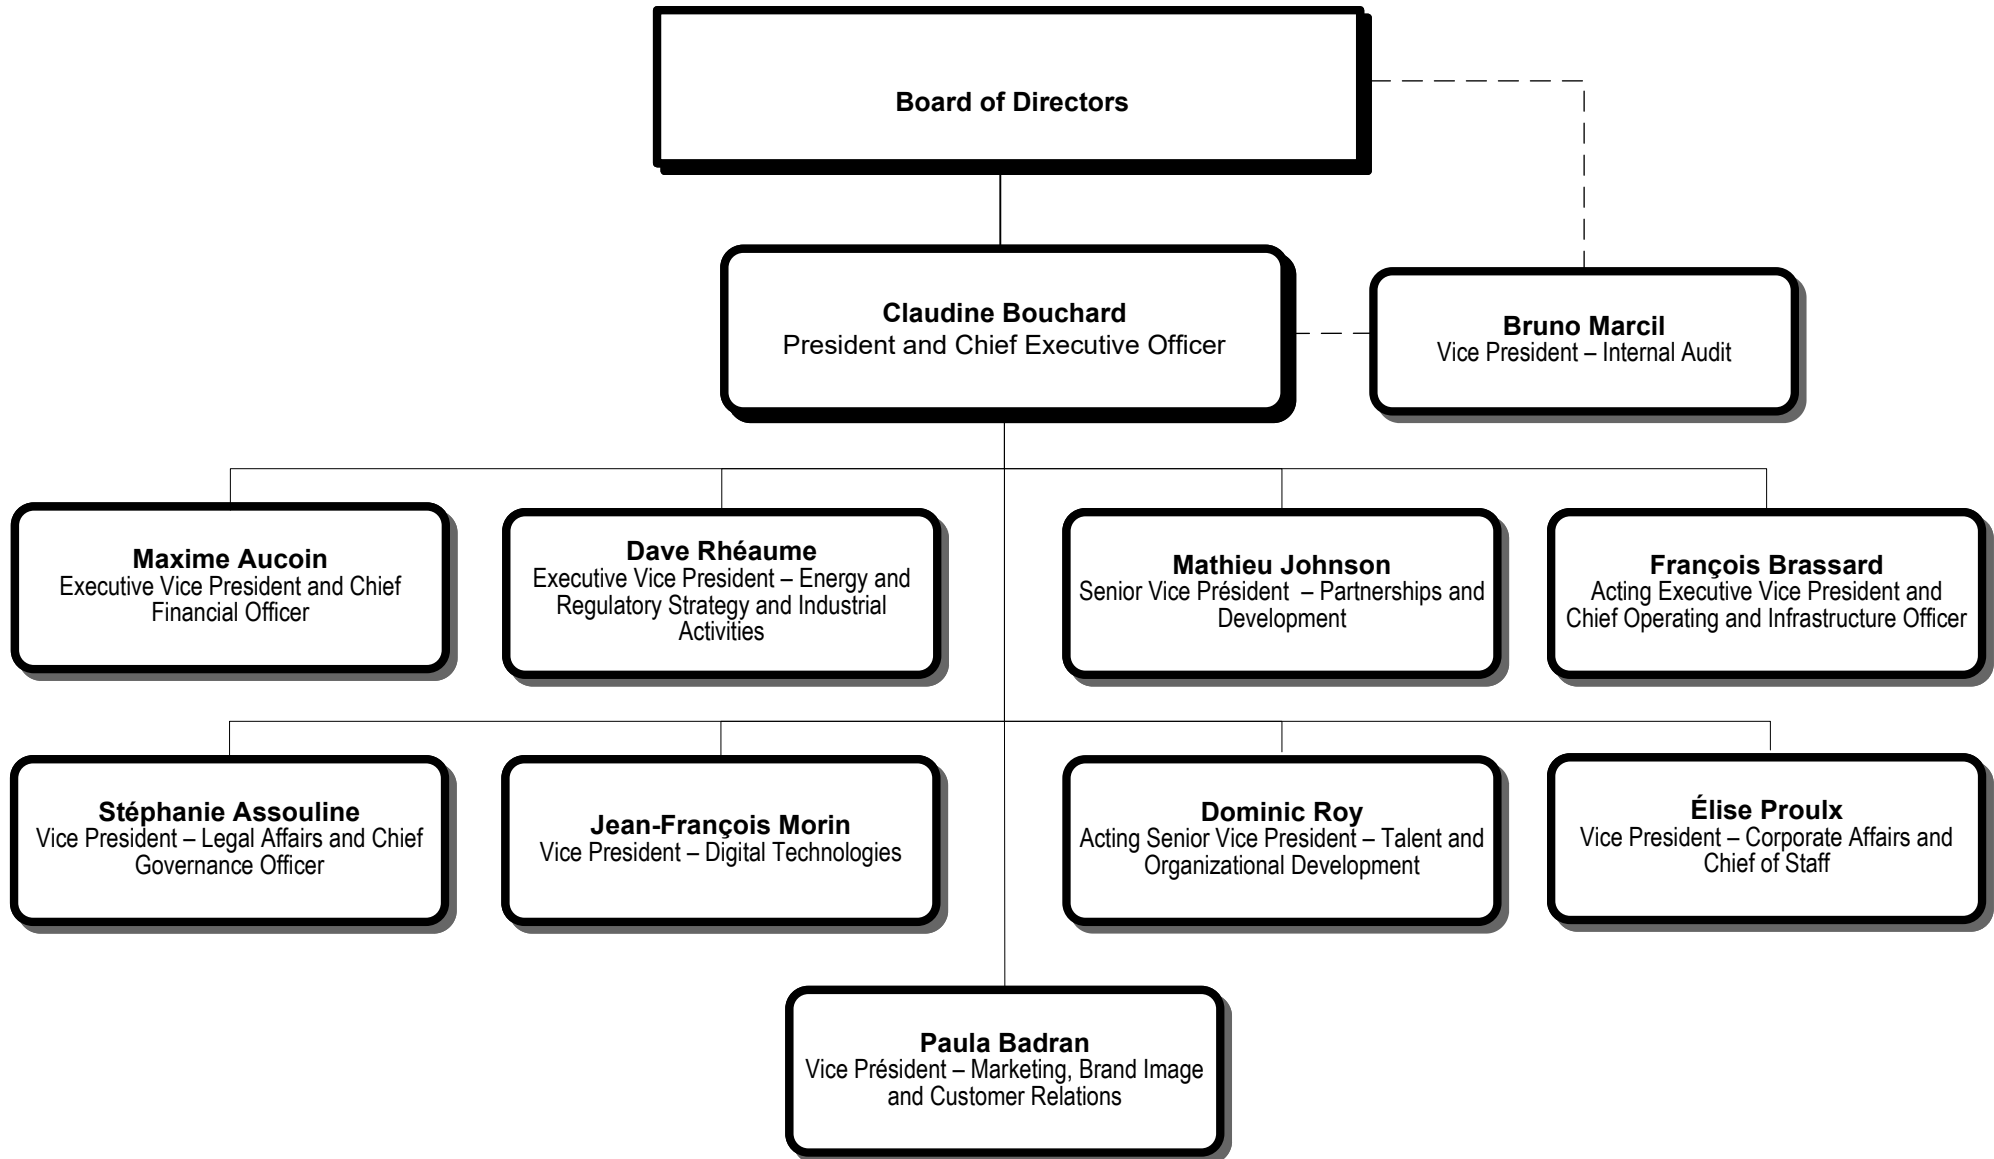 Board of Directors
Claudine Bouchard
President and Chief Executive Officer
Bruno Marcil
Vice President – Internal Audit
Maxime Aucoin
Executive Vice President and Chief
Financial Officer
Dave Rhéaume
Executive Vice President – Energy and
Regulatory Strategy and Industrial
Activities
Mathieu Johnson
Senior Vice Président  – Partnerships and
Development
François Brassard
Acting Executive Vice President and
Chief Operating and Infrastructure Officer
Stéphanie Assouline
Vice President – Legal Affairs and Chief
Governance Officer
Jean-François Morin
Vice President – Digital Technologies
Dominic Roy
Acting Senior Vice President – Talent and
Organizational Development
Élise Proulx
Vice President – Corporate Affairs and
Chief of Staff
Paula Badran
Vice Président – Marketing, Brand Image
and Customer Relations